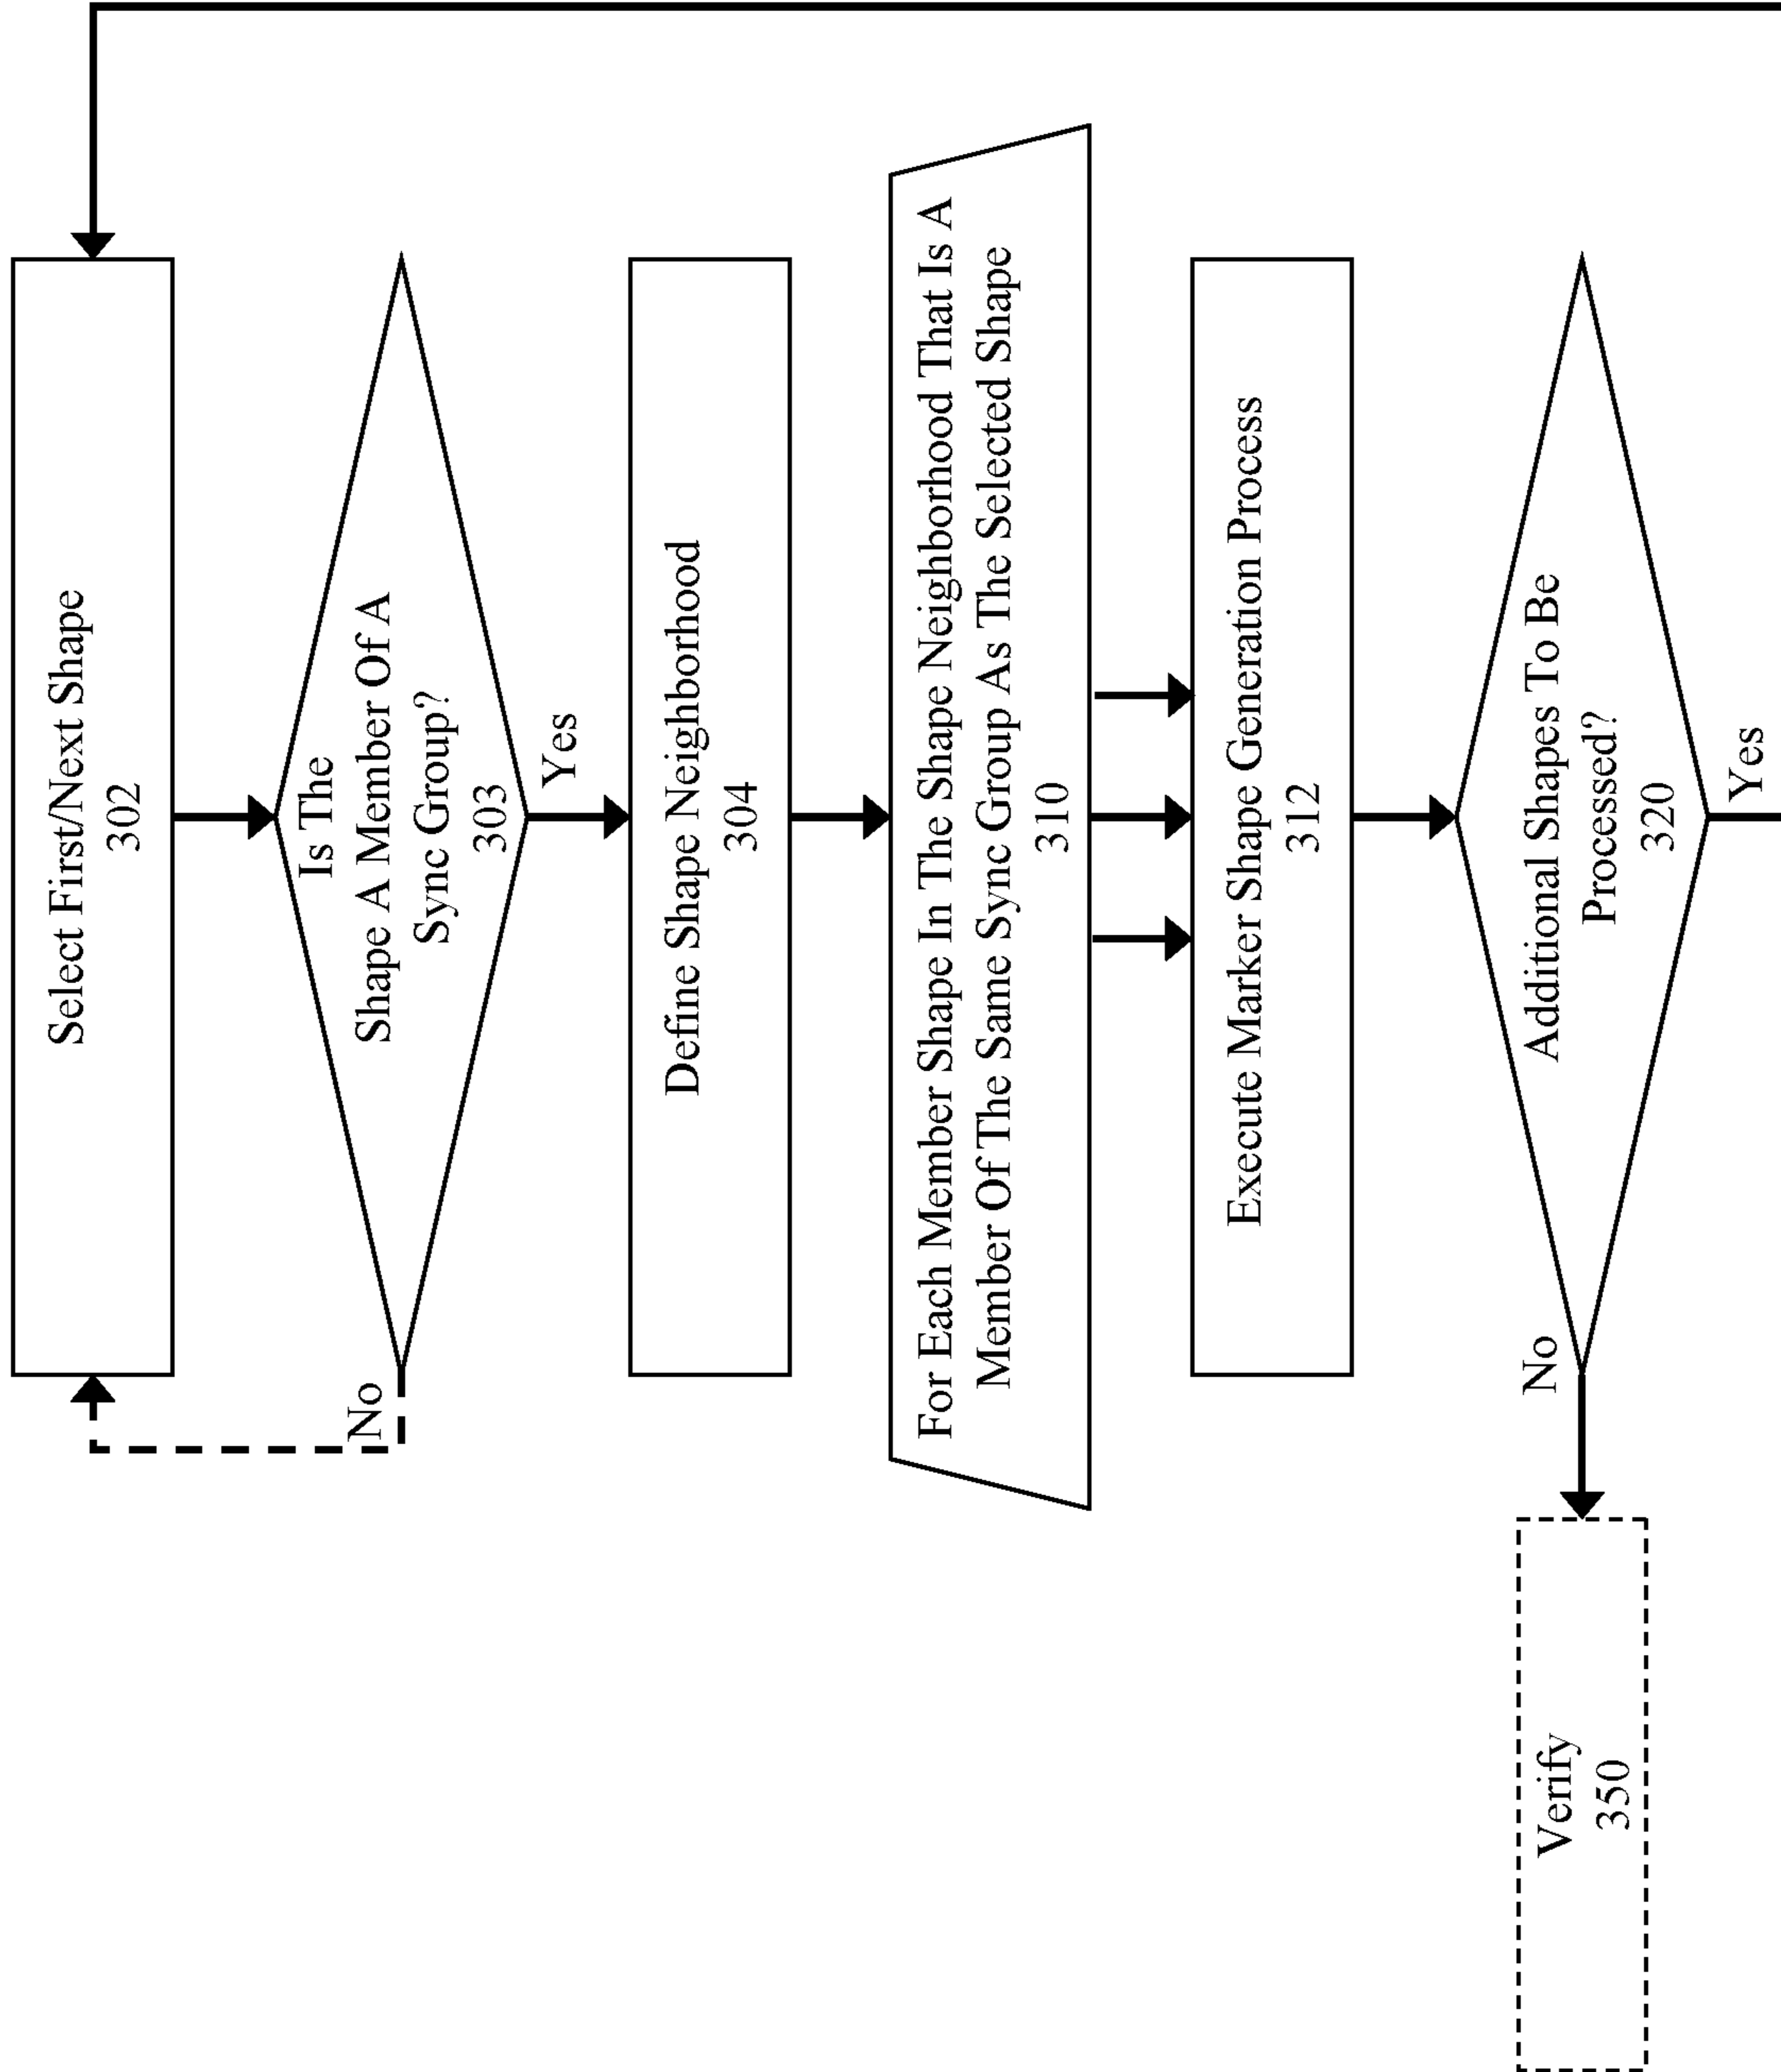 Select First/Next Shape
302
Is The
Shape A Member Of A
Sync Group?
303
No
Yes
Define Shape Neighborhood
304
For Each Member Shape In The Shape Neighborhood That Is A
Member Of The Same Sync Group As The Selected Shape
310
Execute Marker Shape Generation Process
312
Additional Shapes To Be
Processed?
320
No
Yes
Verify
350